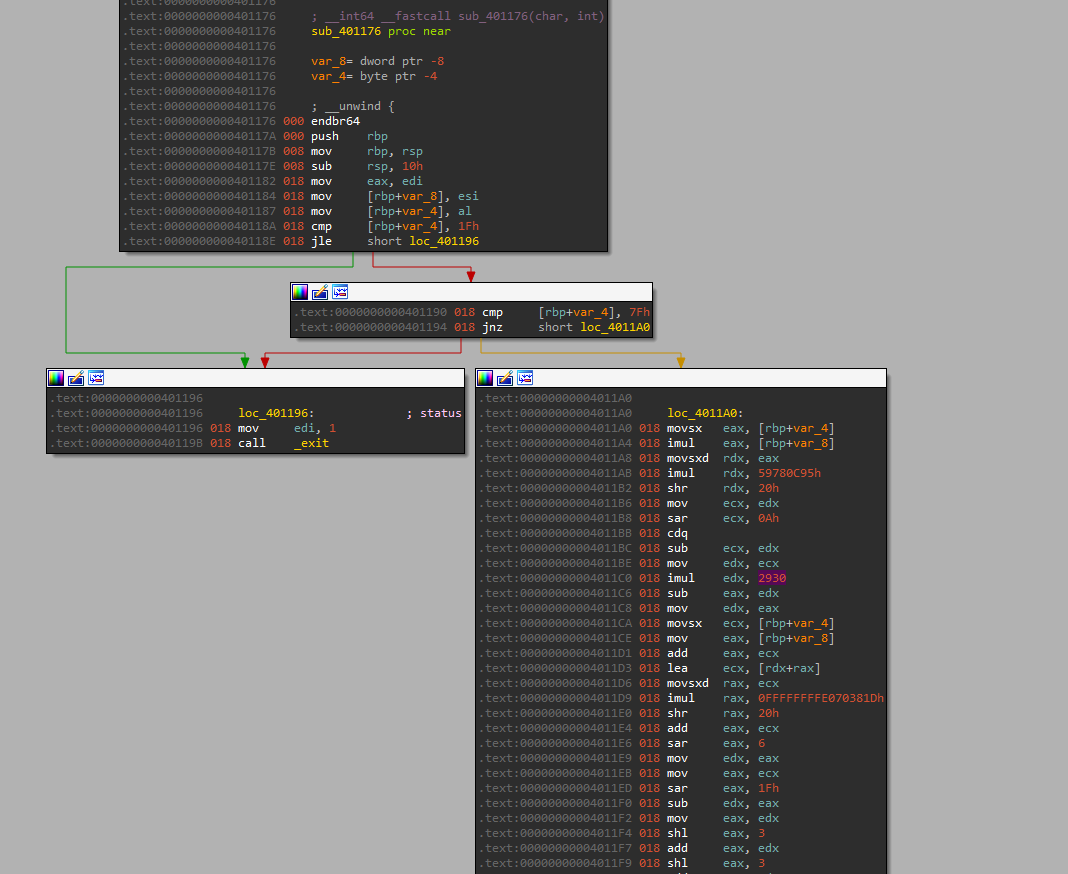 .text:0000000000401176
.text:0000000000401176 ; __int64 __fastcall sub_401176(char, int)
.text:0000000000401176 sub_401176 proc near
.text:0000000000401176
.text:0000000000401176 var_8= dword ptr -8
.text:0000000000401176 var_4= byte ptr -4
.text:0000000000401176
.text:0000000000401176 ; __unwind {
.text:0000000000401176 000 endbr64
.text:000000000040117A 000 push rbp
.text:000000000040117B 008 mov rbp, rsp
.text:000000000040117E 008 sub rsp, 10h
.text:0000000000401182 018 mov eax, edi
.text:0000000000401184 018 mov [rbp+var_8], esi
.text:0000000000401187 018 mov [rbp+var_4], al
.text:000000000040118A 018 cmp [rbp+var_4], 1Fh
.text:000000000040118E 018 jle short loc_401196
.text:0000000000401190 018 cmp [rbp+var_4], 7Fh
.text:0000000000401194 018 jnz short loc_4011A0
.text:0000000000401196
.text:0000000000401196 loc_401196: ; status
.text:0000000000401196 018 mov edi, 1
.text:000000000040119B 018 call _exit
.text:00000000004011A0
.text:00000000004011A0 loc_4011A0:
.text:00000000004011A0 018 movsx eax, [rbp+var_4]
.text:00000000004011A4 018 imul eax, [rbp+var_8]
.text:00000000004011A8 018 movsxd rdx, eax
.text:00000000004011AB 018 imul rdx, 59780C95h
.text:00000000004011B2 018 shr rdx, 20h
.text:00000000004011B6 018 mov ecx, edx
.text:00000000004011B8 018 sar ecx, 0Ah
.text:00000000004011BB 018 cdq
.text:00000000004011BC 018 sub ecx, edx
.text:00000000004011BE 018 mov edx, ecx
.text:00000000004011C0 018 imul edx, 2930
.text:00000000004011C6 018 sub eax, edx
.text:00000000004011C8 018 mov edx, eax
.text:00000000004011CA 018 movsx ecx, [rbp+var_4]
.text:00000000004011CE 018 mov eax, [rbp+var_8]
.text:00000000004011D1 018 add eax, ecx
.text:00000000004011D3 018 lea ecx, [rdx+rax]
.text:00000000004011D6 018 movsxd rax, ecx
.text:00000000004011D9 018 imul rax, 0FFFFFFFFE070381Dh
.text:00000000004011E0 018 shr rax, 20h
.text:00000000004011E4 018 add eax, ecx
.text:00000000004011E6 018 sar eax, 6
.text:00000000004011E9 018 mov edx, eax
.text:00000000004011EB 018 mov eax, ecx
.text:00000000004011ED 018 sar eax, 1Fh
.text:00000000004011F0 018 sub edx, eax
.text:00000000004011F2 018 mov eax, edx
.text:00000000004011F4 018 shl eax, 3
.text:00000000004011F7 018 add eax, edx
.text:00000000004011F9 018 shl eax, 3